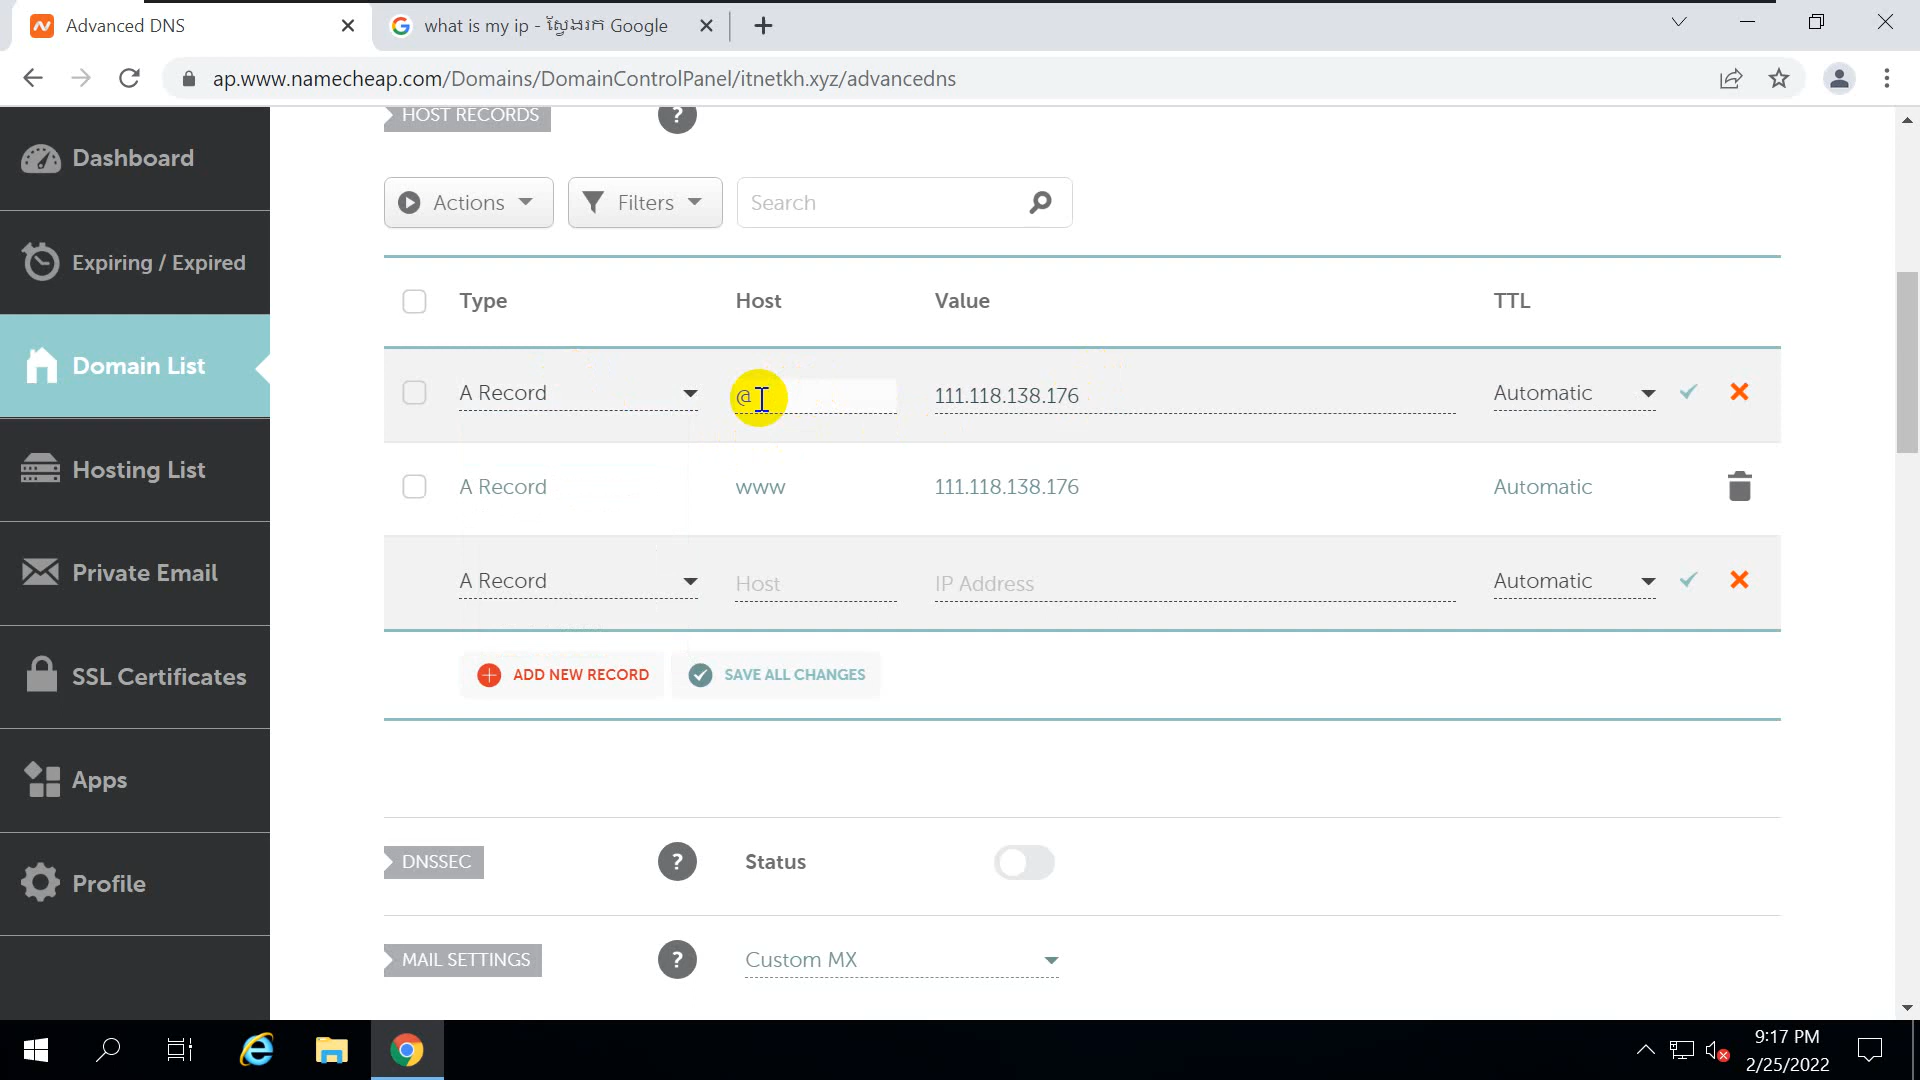 Advanced DNS
what is my ip - ស្វែងរក Google
ap.www.namecheap.com/Domains/DomainControlPanel/itnetkh.xyz/advancedns
HOST RECORDS
?
Dashboard
Expiring / Expired
Domain List
Hosting List
Private Email
SSL Certificates
Apps
Profile
Actions
Filters
Search
Type Host Value TTL
A Record @ 111.118.138.176 Automatic
A Record www 111.118.138.176 Automatic
A Record Host IP Address Automatic
ADD NEW RECORD SAVE ALL CHANGES
DNSSEC ? Status
MAIL SETTINGS ? Custom MX
9:17 PM
2/25/2022